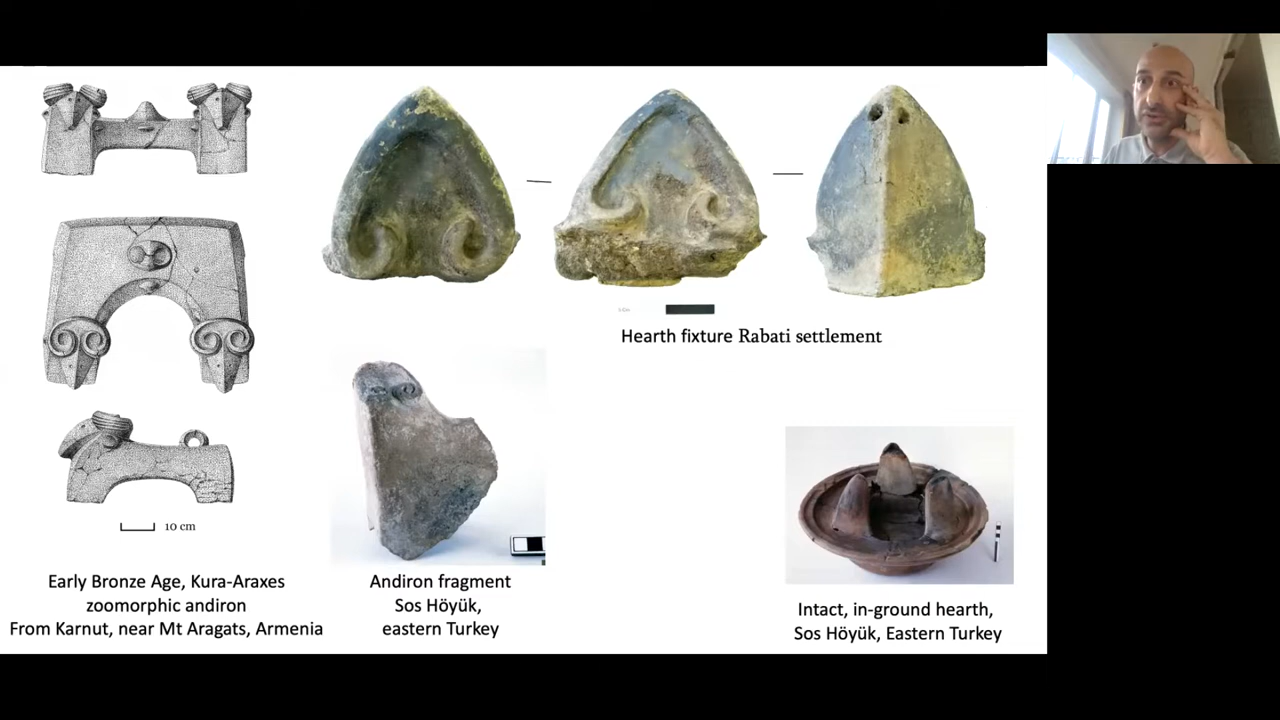 Hearth fixture Rabati settlement
10 cm
Early Bronze Age, Kura-Araxes
zoomorphic andiron
From Karnut, near Mt Aragats, Armenia
Andiron fragment
Sos Höyük,
eastern Turkey
Intact, in-ground hearth,
Sos Höyük, Eastern Turkey